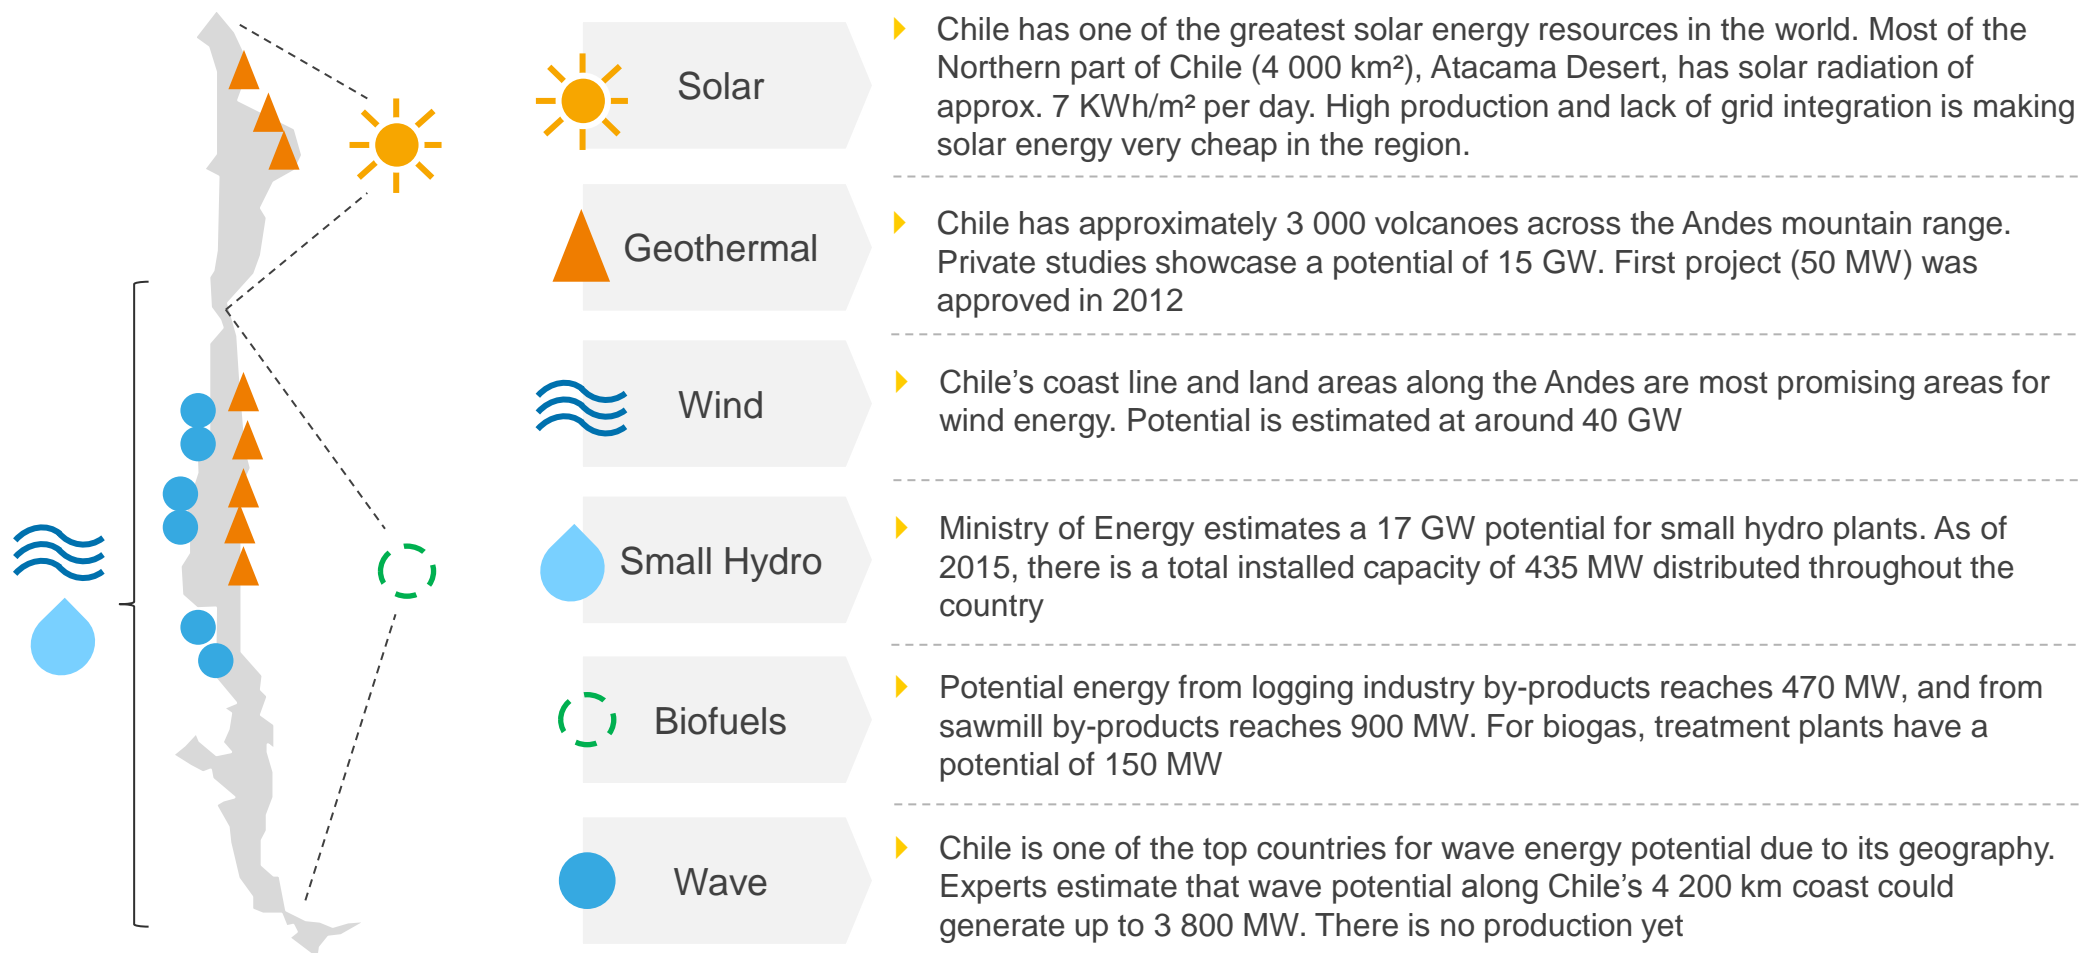 Solar
Chile has one of the greatest solar energy resources in the world. Most of the
Northern part of Chile (4 000 km²), Atacama Desert, has solar radiation of
approx. 7 KWh/m² per day. High production and lack of grid integration is making
solar energy very cheap in the region.
Geothermal
Chile has approximately 3 000 volcanoes across the Andes mountain range.
Private studies showcase a potential of 15 GW. First project (50 MW) was
approved in 2012
Wind
Chile’s coast line and land areas along the Andes are most promising areas for
wind energy. Potential is estimated at around 40 GW
Small Hydro
Ministry of Energy estimates a 17 GW potential for small hydro plants. As of
2015, there is a total installed capacity of 435 MW distributed throughout the
country
Biofuels
Potential energy from logging industry by-products reaches 470 MW, and from
sawmill by-products reaches 900 MW. For biogas, treatment plants have a
potential of 150 MW
Wave
Chile is one of the top countries for wave energy potential due to its geography.
Experts estimate that wave potential along Chile’s 4 200 km coast could
generate up to 3 800 MW. There is no production yet